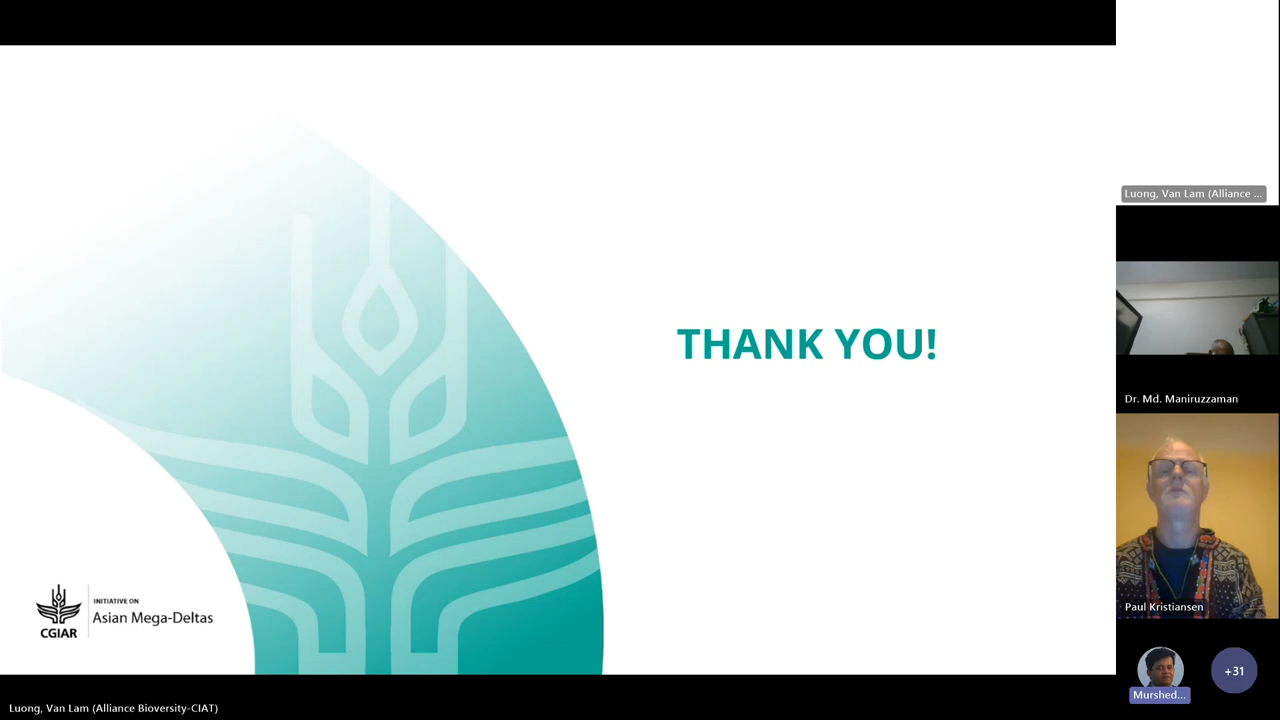 THANK YOU!
INITIATIVE ON
Asian Mega-Deltas
CGIAR
Luong, Van Lam (Alliance Bioversity-CIAT)
Luong, Van Lam (Alliance ...
Dr. Md. Maniruzzaman
Paul Kristiansen
Murshed...
+31